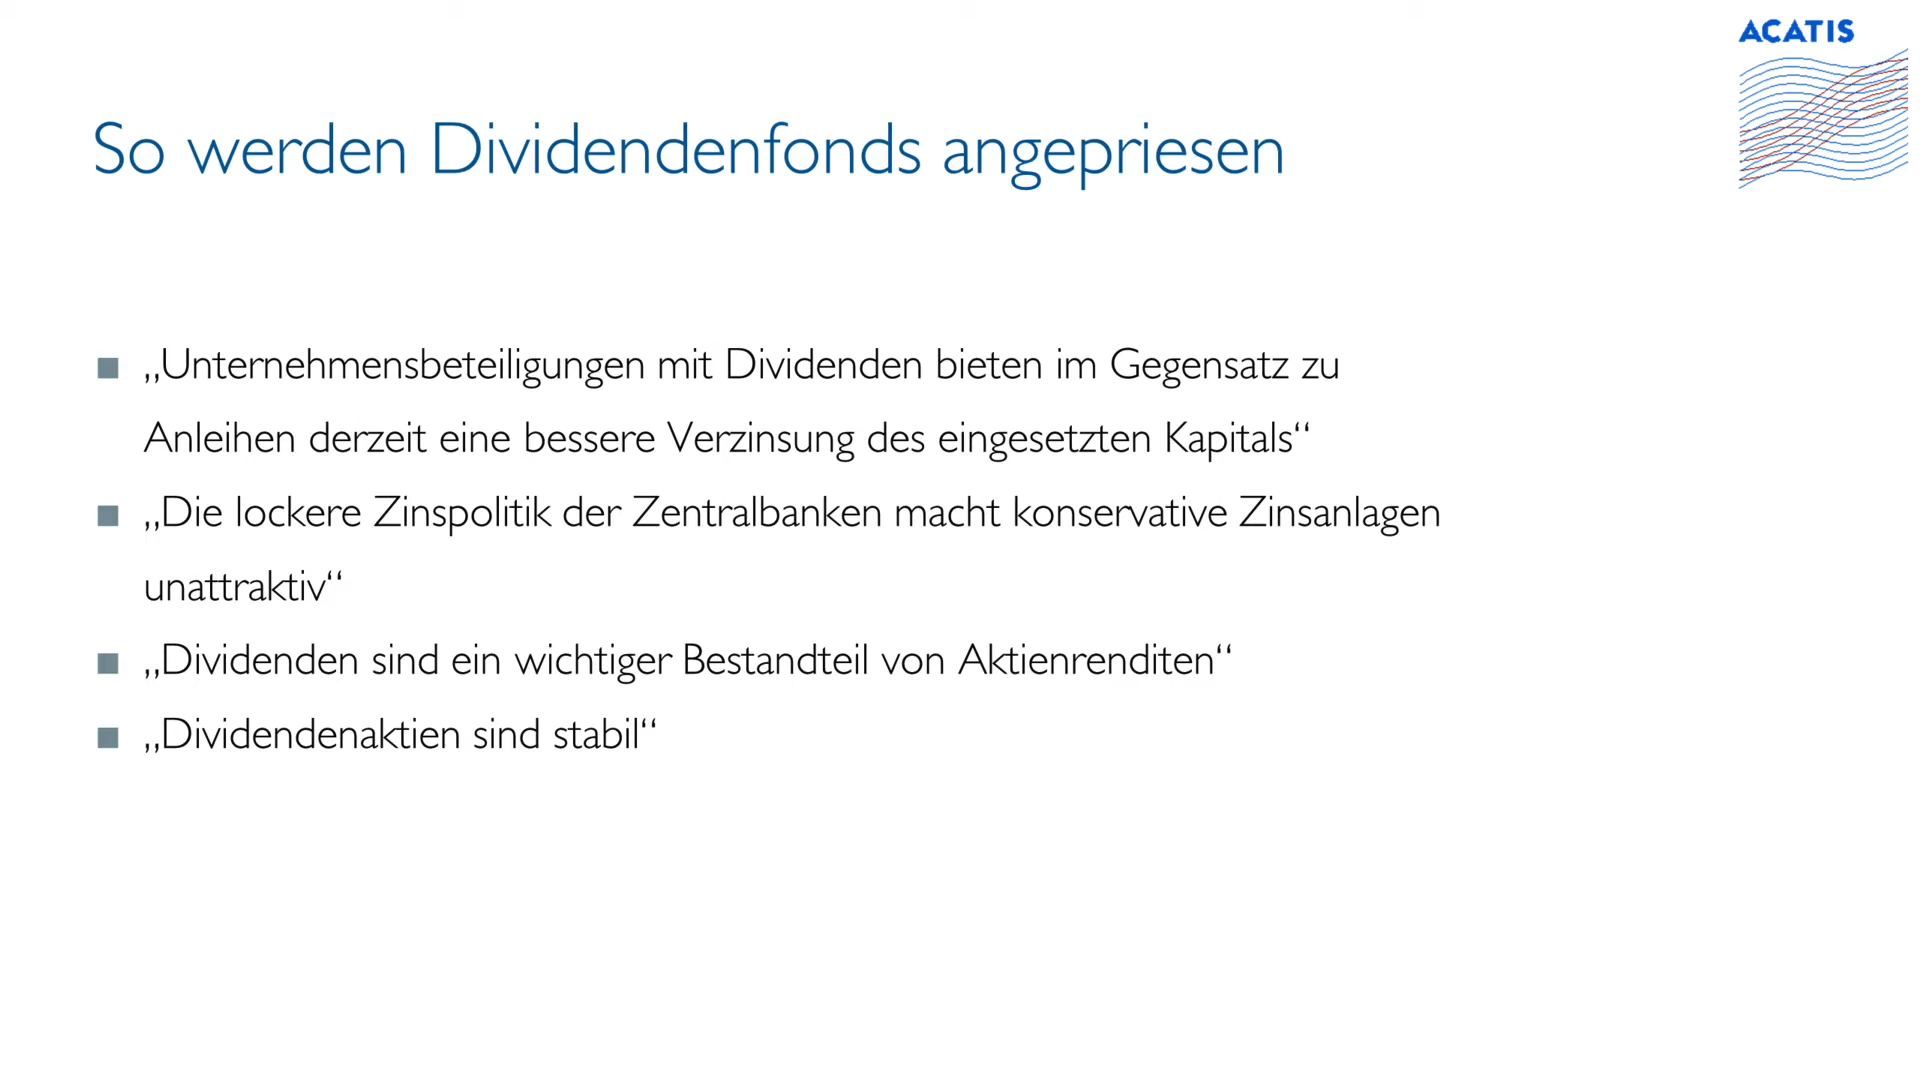 ACATIS
So werden Dividendenfonds angepriesen
■ „Unternehmensbeteiligungen mit Dividenden bieten im Gegensatz zu
Anleihen derzeit eine bessere Verzinsung des eingesetzten Kapitals“
■ „Die lockere Zinspolitik der Zentralbanken macht konservative Zinsanlagen
unattraktiv“
■ „Dividenden sind ein wichtiger Bestandteil von Aktienrenditen“
■ „Dividendenaktien sind stabil“